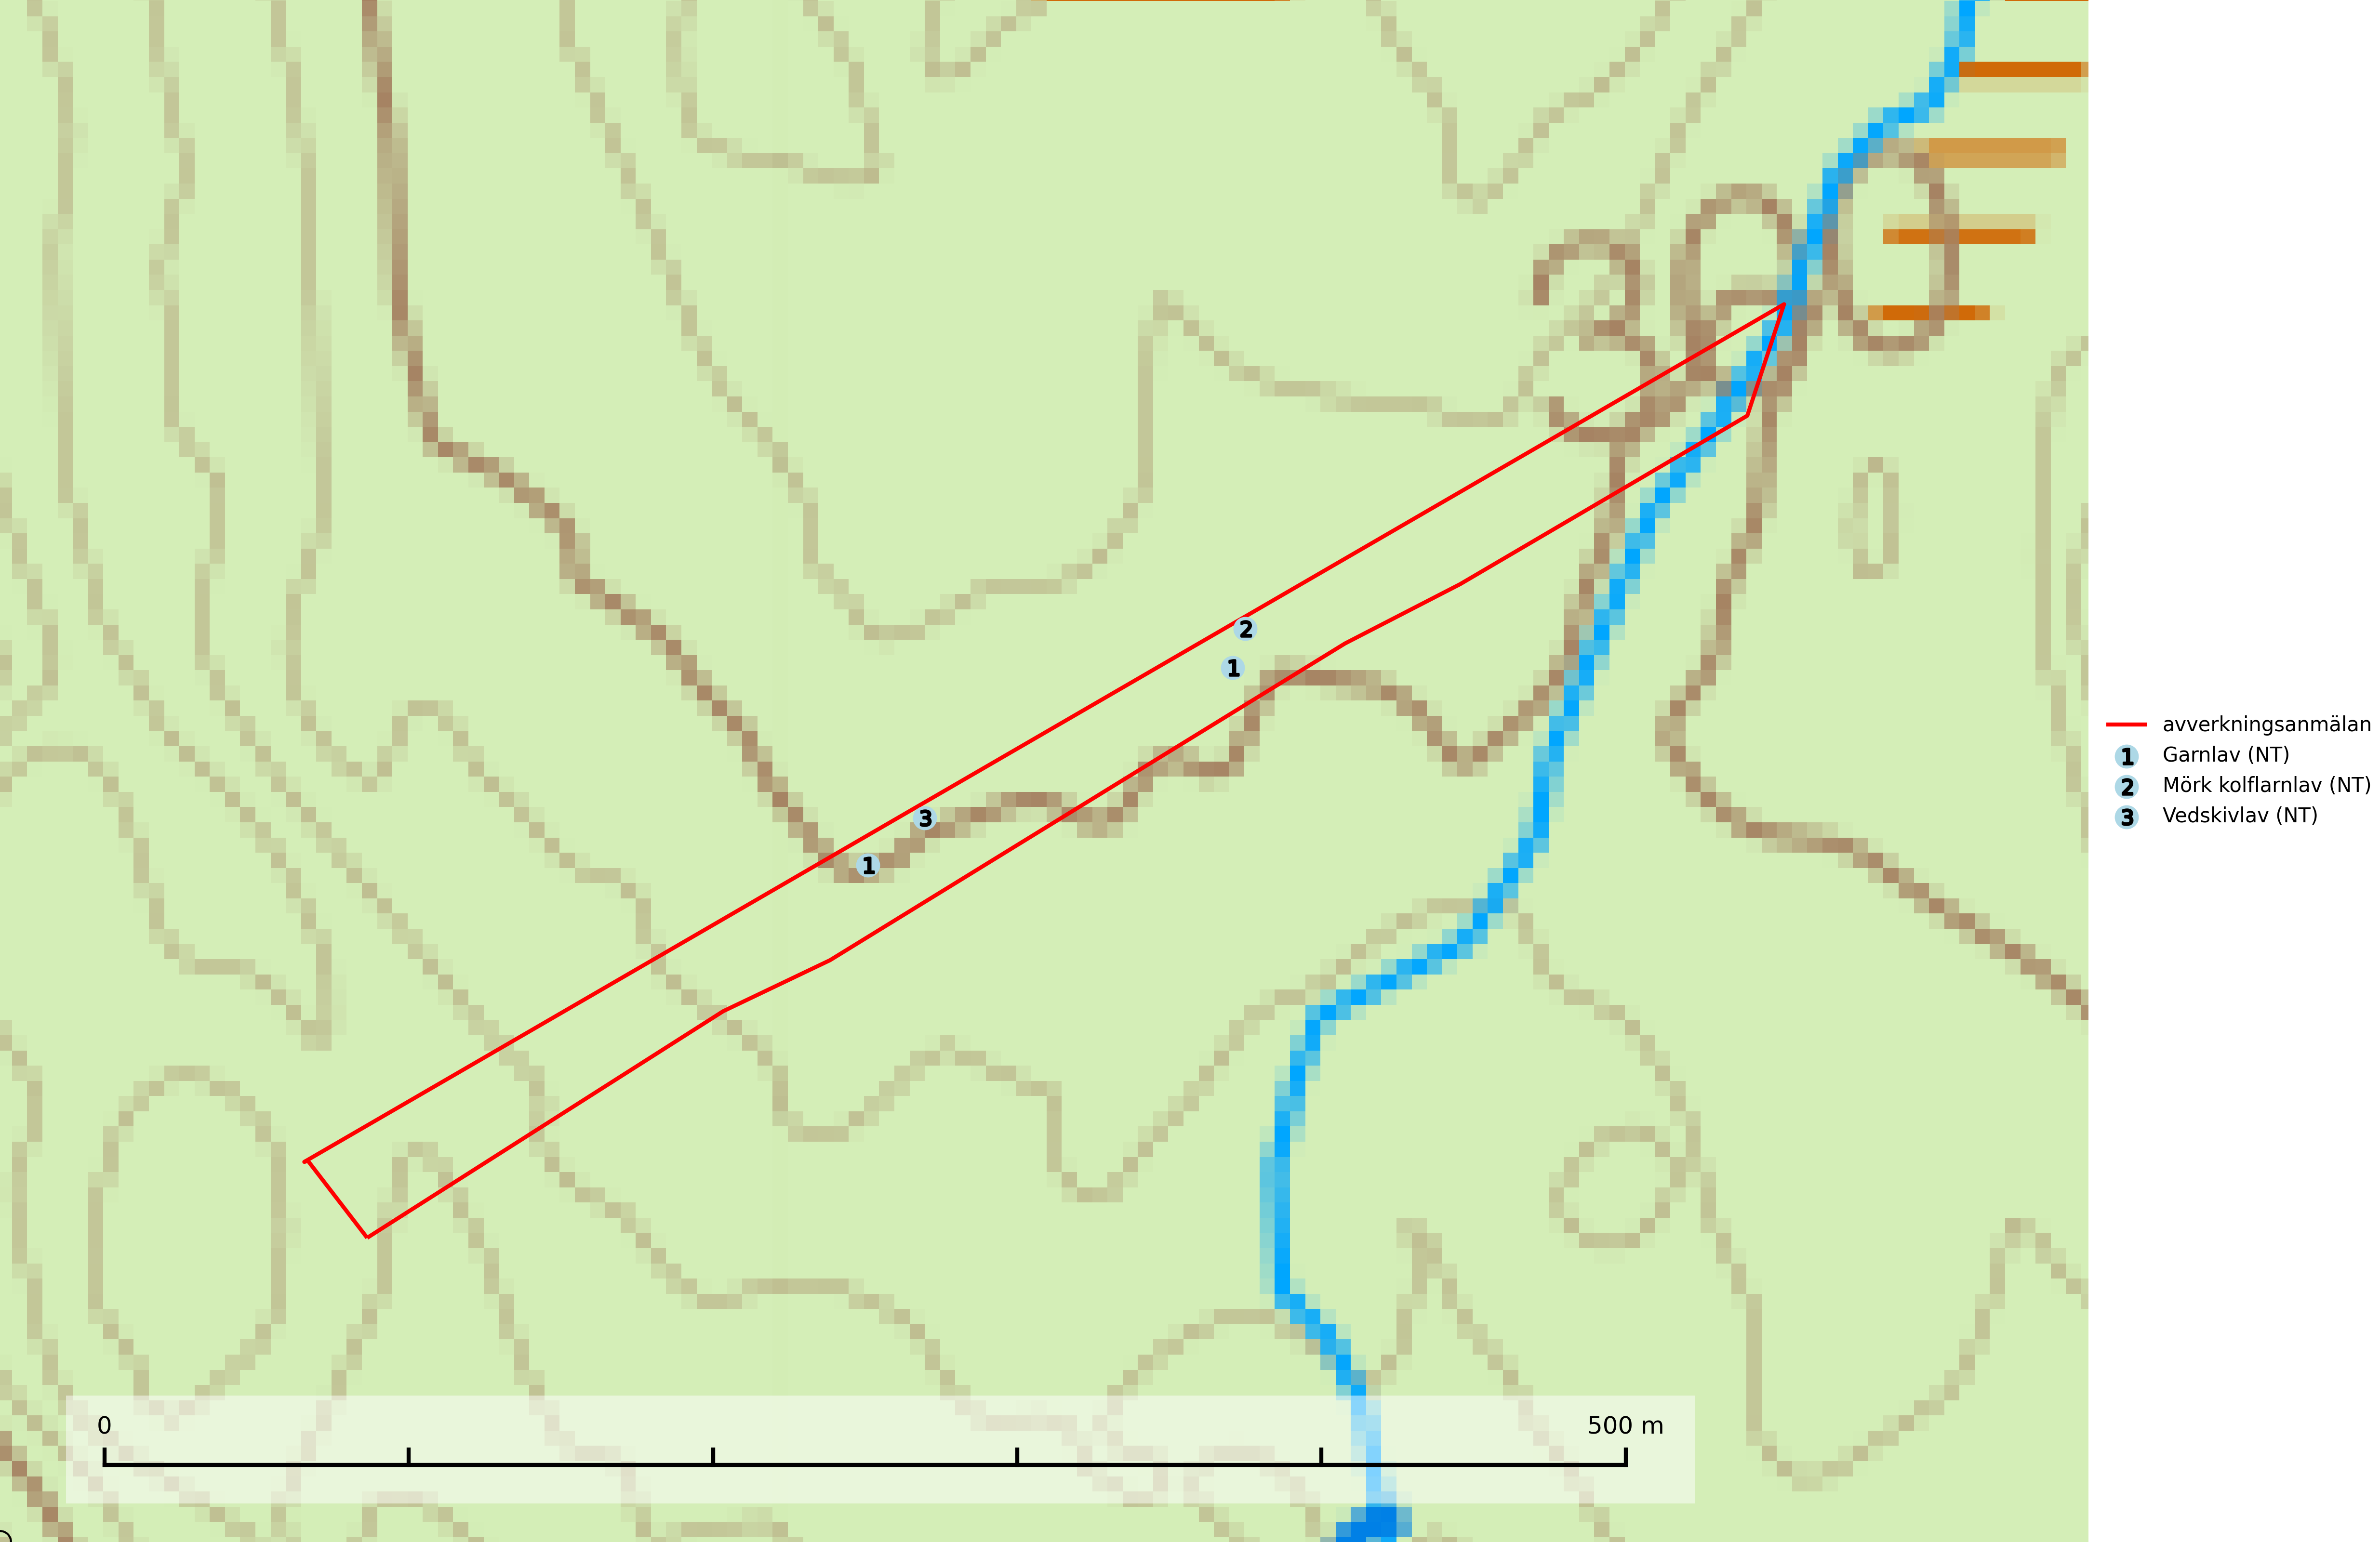 2
1
3
1
avverkningsanmälan
1 Garnlav (NT)
2 Mörk kolflarnlav (NT)
3 Vedskivlav (NT)
0 500 m